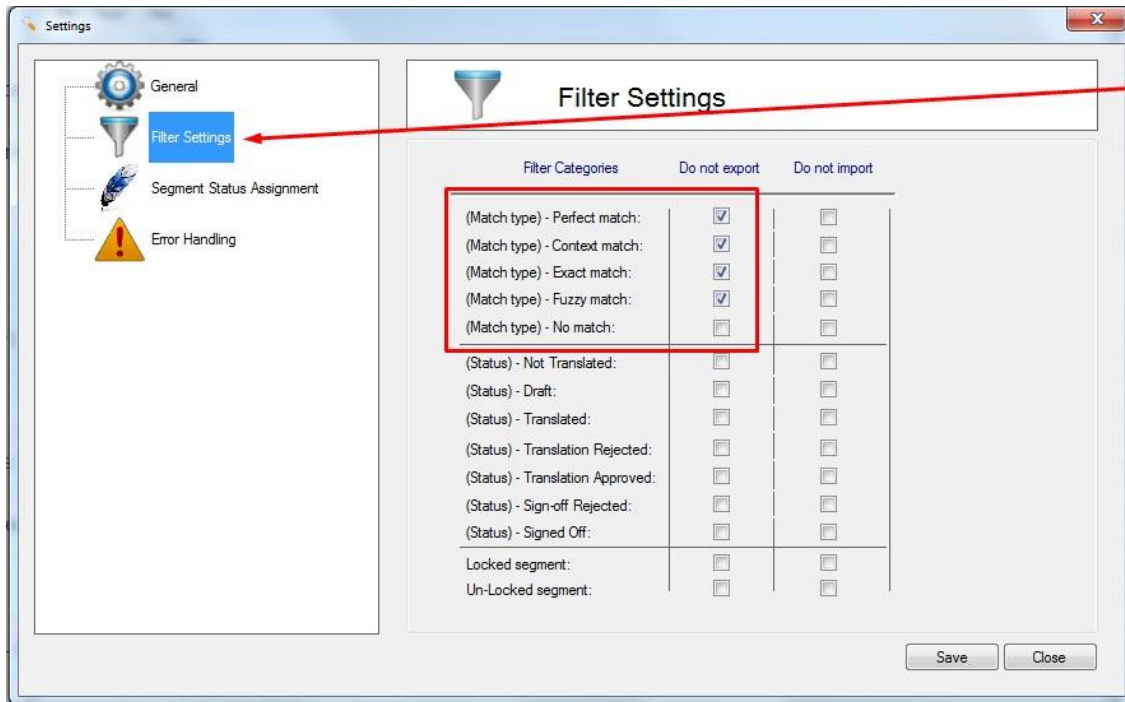 Settings
General
Filter Settings
Segment Status Assignment
Error Handling
Filter Settings
Filter Categories Do not export Do not import
(Match type) - Perfect match:
(Match type) - Context match:
(Match type) - Exact match:
(Match type) - Fuzzy match:
(Match type) - No match:
(Status) - Not Translated:
(Status) - Draft:
(Status) - Translated:
(Status) - Translation Rejected:
(Status) - Translation Approved:
(Status) - Sign-off Rejected:
(Status) - Signed Off:
Locked segment:
Un-Locked segment:
Save Close